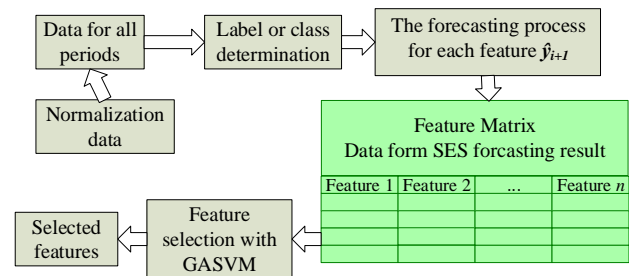 Data for all
periods
Label or class
determination
The forecasting process
for each feature ŷi+1
Normalization
data
Feature Matrix
Data form SES forcasting result
Feature 1 Feature 2 ... Feature n
Selected
features
Feature
selection with
GASVM